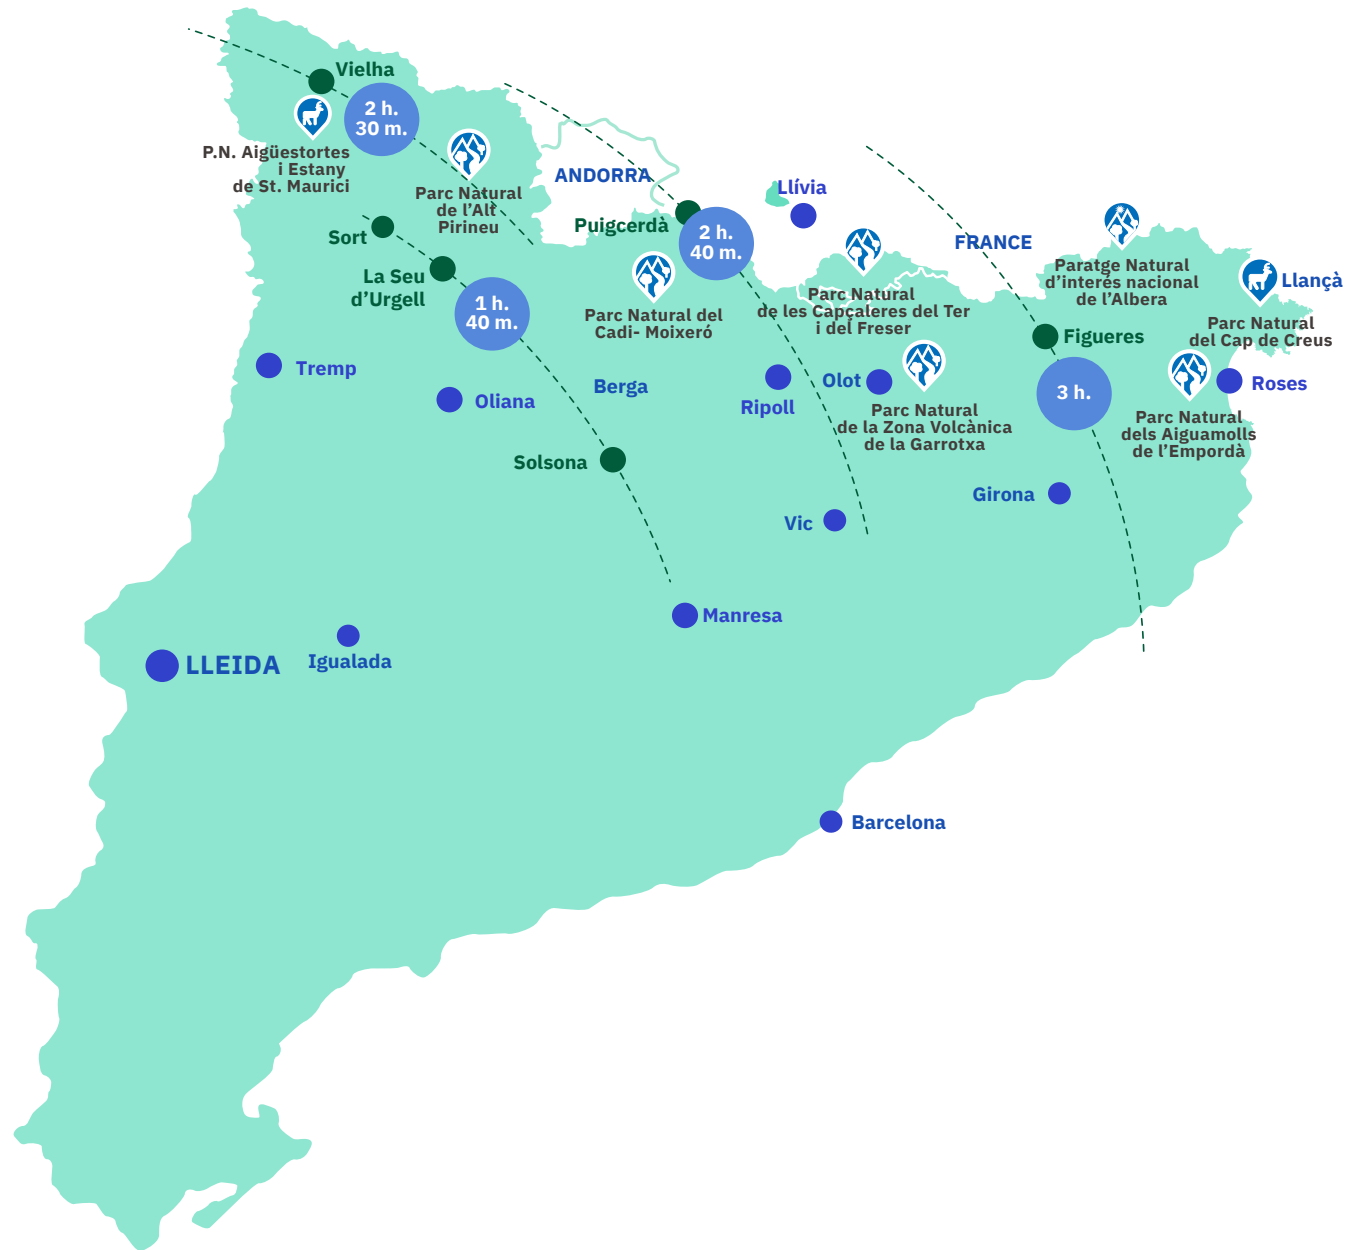 Vielha
2 h.
30 m.
P.N. Aigüestortes
i Estany
de St. Maurici
Parc Natural
de l’Alt
Pirineu
ANDORRA
Llívia
Puigcerdà
2 h.
40 m.
FRANCE
Sort
La Seu
d’Urgell
1 h.
40 m.
Parc Natural del
Cadi- Moixeró
Parc Natural
de les Capçaleres del Ter
i del Freser
Paratge Natural
d’interés nacional
de l’Albera
Llançà
Parc Natural
del Cap de Creus
Figueres
Tremp
Oliana
Berga
Ripoll
Olot
Parc Natural
de la Zona Volcànica
de la Garrotxa
3 h.
Roses
Parc Natural
dels Aiguamolls
de l’Empordà
Solsona
Girona
Vic
Manresa
LLEIDA
Igualada
Barcelona